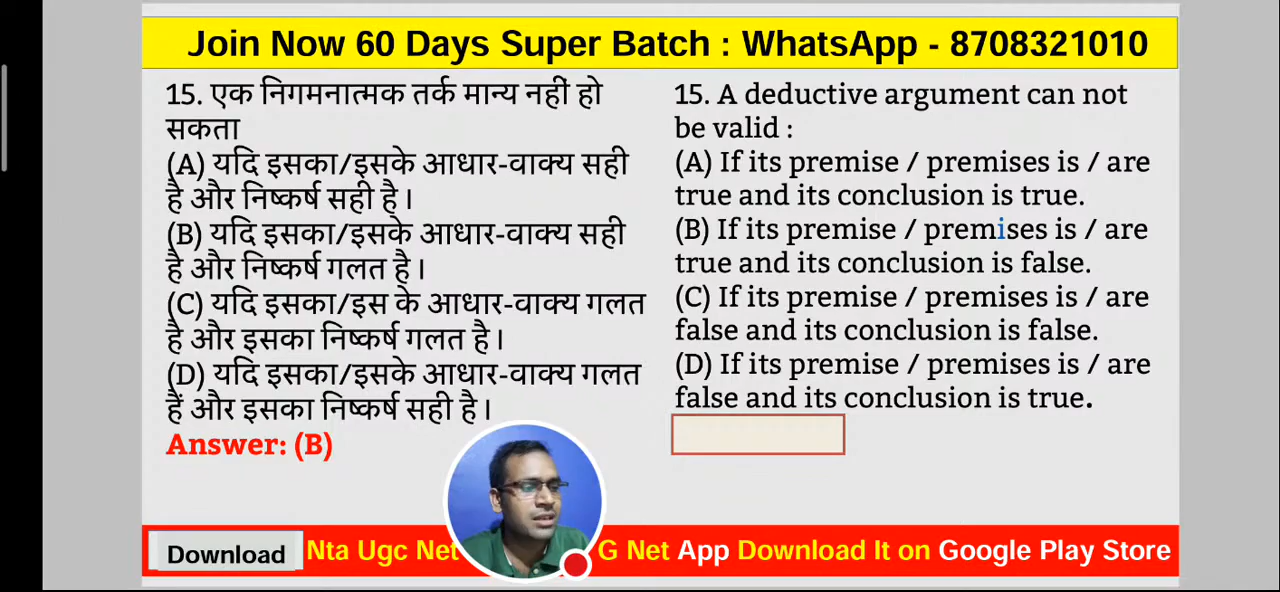 Join Now 60 Days Super Batch : WhatsApp - 8708321010
15. एक निगमनात्मक तर्क मान्य नहीं हो
सकता
(A) यदि इसका/इसके आधार-वाक्य सही
है और निष्कर्ष सही है।
(B) यदि इसका/इसके आधार-वाक्य सही
है और निष्कर्ष गलत है।
(C) यदि इसका/इस के आधार-वाक्य गलत
है और इसका निष्कर्ष गलत है।
(D) यदि इसका/इसके आधार-वाक्य गलत
हैं और इसका निष्कर्ष सही है।
Answer: (B)
15. A deductive argument can not
be valid :
(A) If its premise / premises is / are
true and its conclusion is true.
(B) If its premise / premises is / are
true and its conclusion is false.
(C) If its premise / premises is / are
false and its conclusion is false.
(D) If its premise / premises is / are
false and its conclusion is true.
Download Nta Ugc Net G Net App Download It on Google Play Store